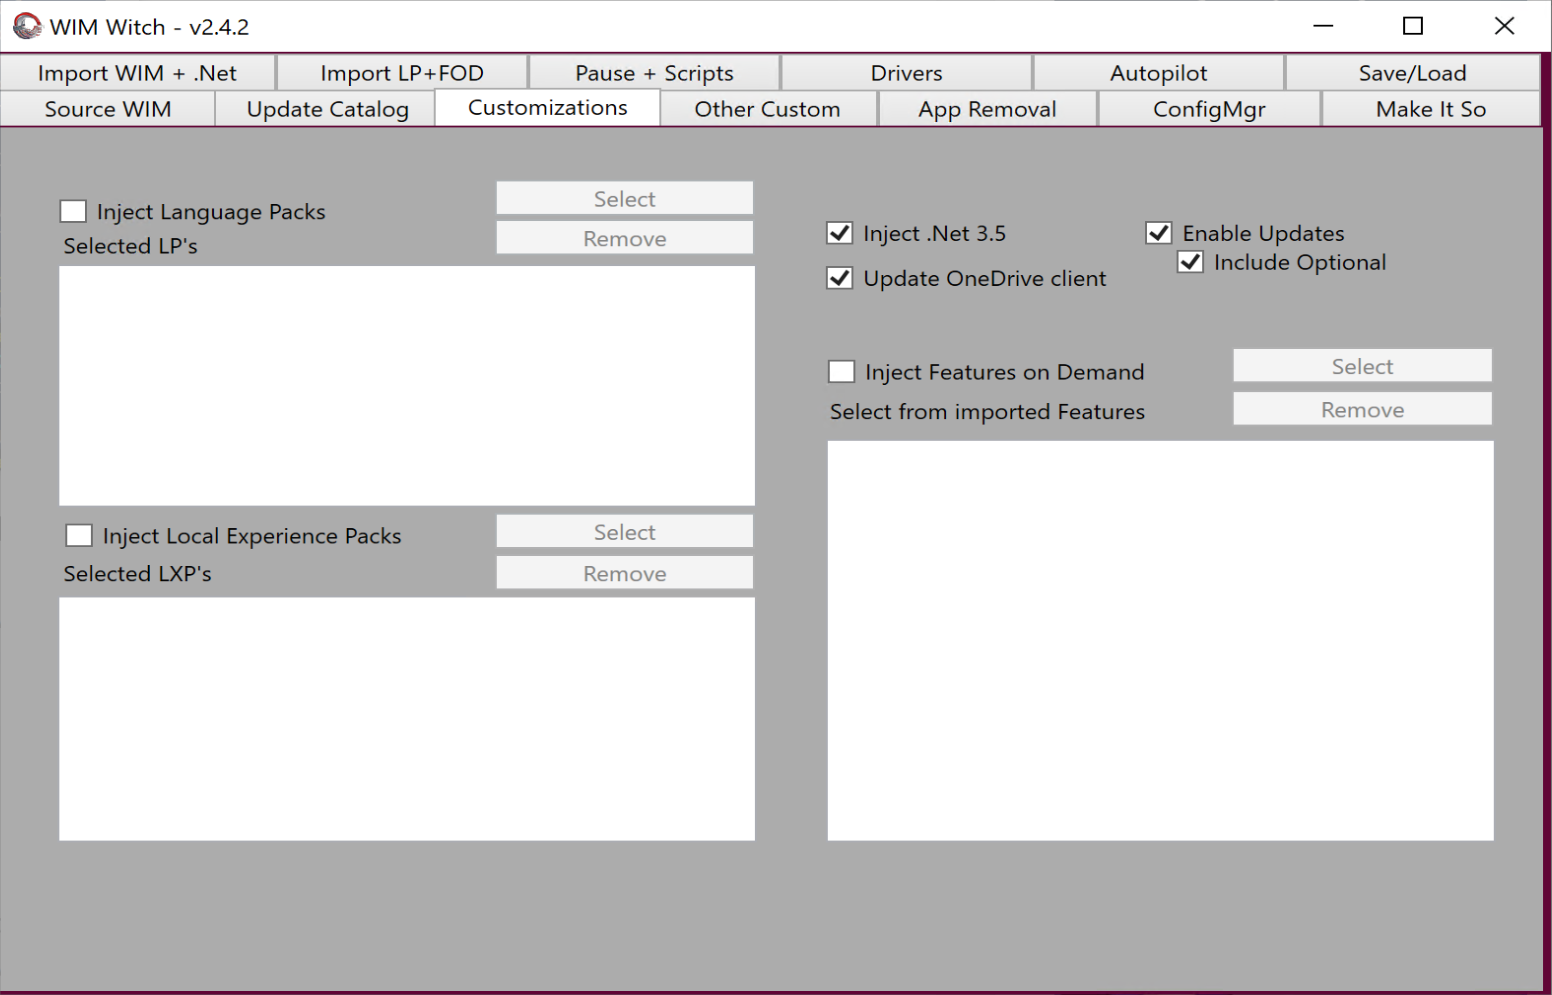 WIM Witch - v2.4.2
Import WIM + .Net Import LP+FOD Pause + Scripts Drivers Autopilot Save/Load
Source WIM Update Catalog Customizations Other Custom App Removal ConfigMgr Make It So
Inject Language Packs
Selected LP's
Select
Remove
Inject Local Experience Packs
Selected LXP's
Select
Remove
Inject .Net 3.5
Update OneDrive client
Enable Updates
Include Optional
Inject Features on Demand
Select from imported Features
Select
Remove